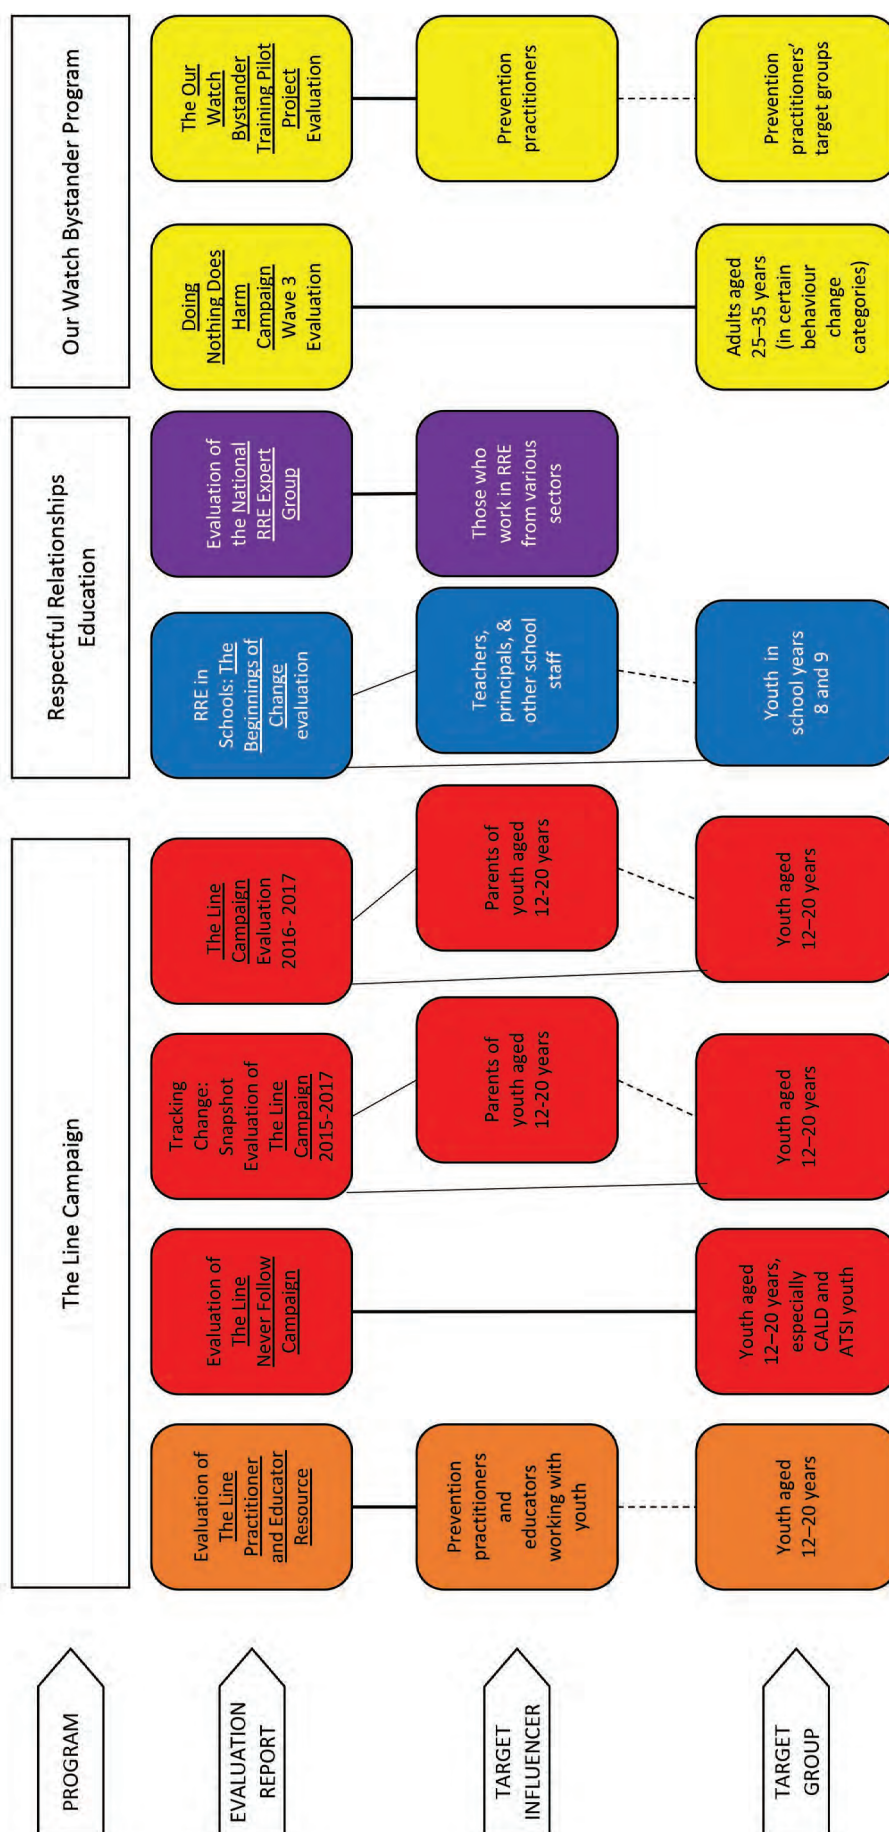 PROGRAM
The Line Campaign
Respectful Relationships
Education
Our Watch Bystander Program
EVALUATION
REPORT
Evaluation of
The Line
Practitioner
and Educator
Resource
Evaluation of
The Line
Never Follow
Campaign
Tracking
Change:
Snapshot
Evaluation of
The Line
Campaign
2015-2017
The Line
Campaign
Evaluation
2016- 2017
RRE in
Schools: The
Beginnings of
Change
evaluation
Evaluation of
the National
RRE Expert
Group
Doing
Nothing Does
Harm
Campaign
Wave 3
Evaluation
The Our
Watch
Bystander
Training Pilot
Project
Evaluation
TARGET
INFLUENCER
Prevention
practitioners
and
educators
working with
youth
Parents of
youth aged
12-20 years
Parents of
youth aged
12-20 years
Teachers,
principals, &
other school
staff
Those who
work in RRE
from various
sectors
Prevention
practitioners
TARGET
GROUP
Youth aged
12–20 years
Youth aged
12–20 years,
especially
CALD and
ATSI youth
Youth aged
12–20 years
Youth aged
12–20 years
Youth in
school years
8 and 9
Adults aged
25–35 years
(in certain
behaviour
change
categories)
Prevention
practitioners’
target groups